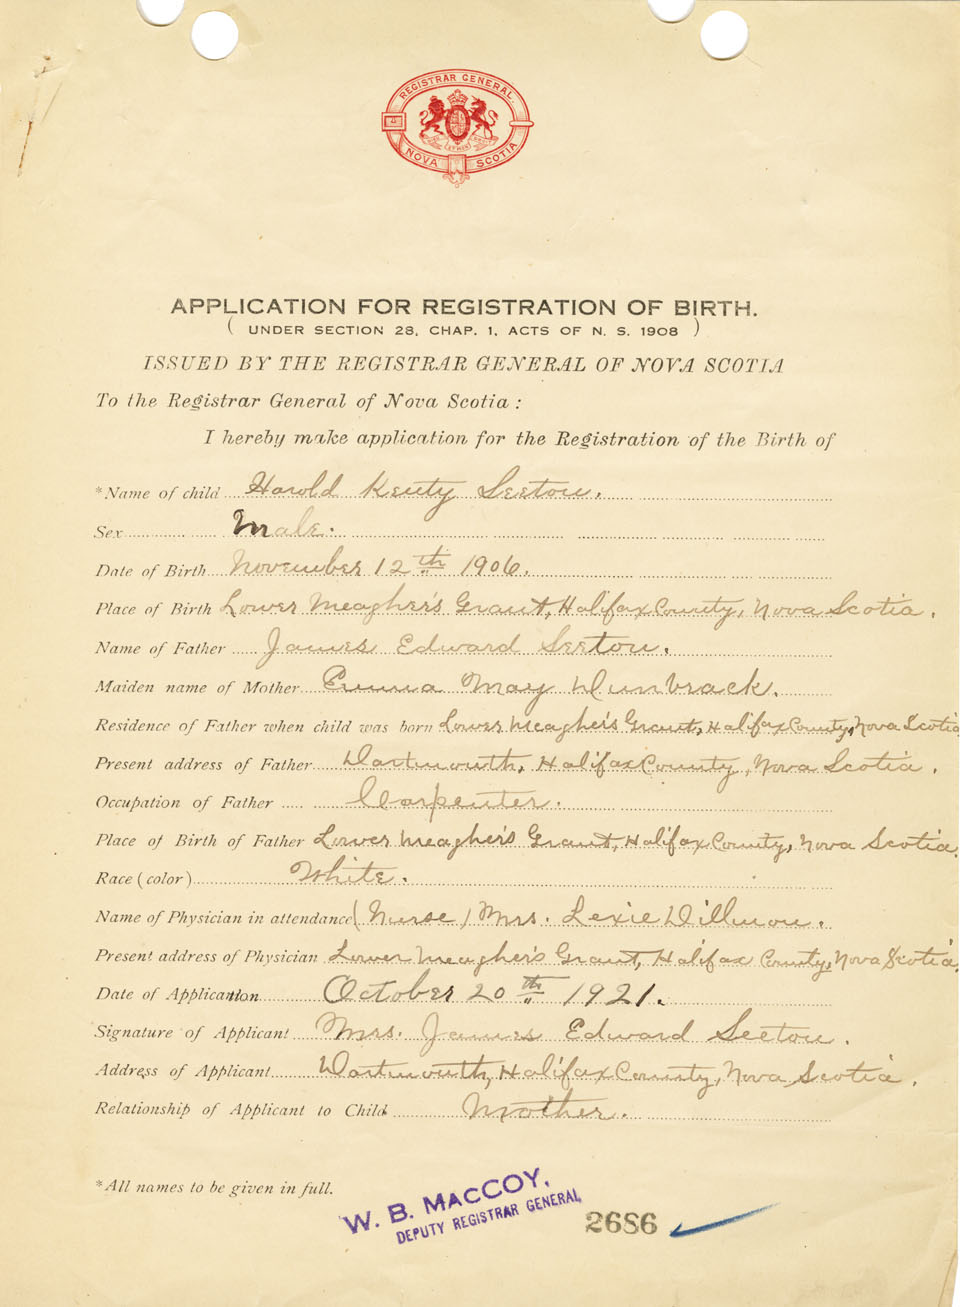 REGISTRAR GENERAL
NOVA SCOTIA
APPLICATION FOR REGISTRATION OF BIRTH.
( UNDER SECTION 28, CHAP. 1, ACTS OF N. S. 1908 )
ISSUED BY THE REGISTRAR GENERAL OF NOVA SCOTIA
To the Registrar General of Nova Scotia :
I hereby make application for the Registration of the Birth of
*Name of child Harold Kenty Seeton.
Sex Male.
Date of Birth November 12th 1906.
Place of Birth Lower Meagher's Grant, Halifax County, Nova Scotia.
Name of Father James Edward Seeton.
Maiden name of Mother Emma May Dunbrack.
Residence of Father when child was born Lower Meagher's Grant, Halifax County, Nova Scotia
Present address of Father Dartmouth, Halifax County, Nova Scotia.
Occupation of Father Carpenter.
Place of Birth of Father Lower Meagher's Grant, Halifax County, Nova Scotia.
Race (color) White.
Name of Physician in attendance (Nurse) Mrs. Lexie Dillmon.
Present address of Physician Lower Meagher's Grant, Halifax County, Nova Scotia
Date of Application October 20th 1921.
Signature of Applicant Mrs. James Edward Seeton.
Address of Applicant Dartmouth, Halifax County, Nova Scotia.
Relationship of Applicant to Child Mother.
*All names to be given in full.
W. B. MACCOY,
DEPUTY REGISTRAR GENERAL
2686